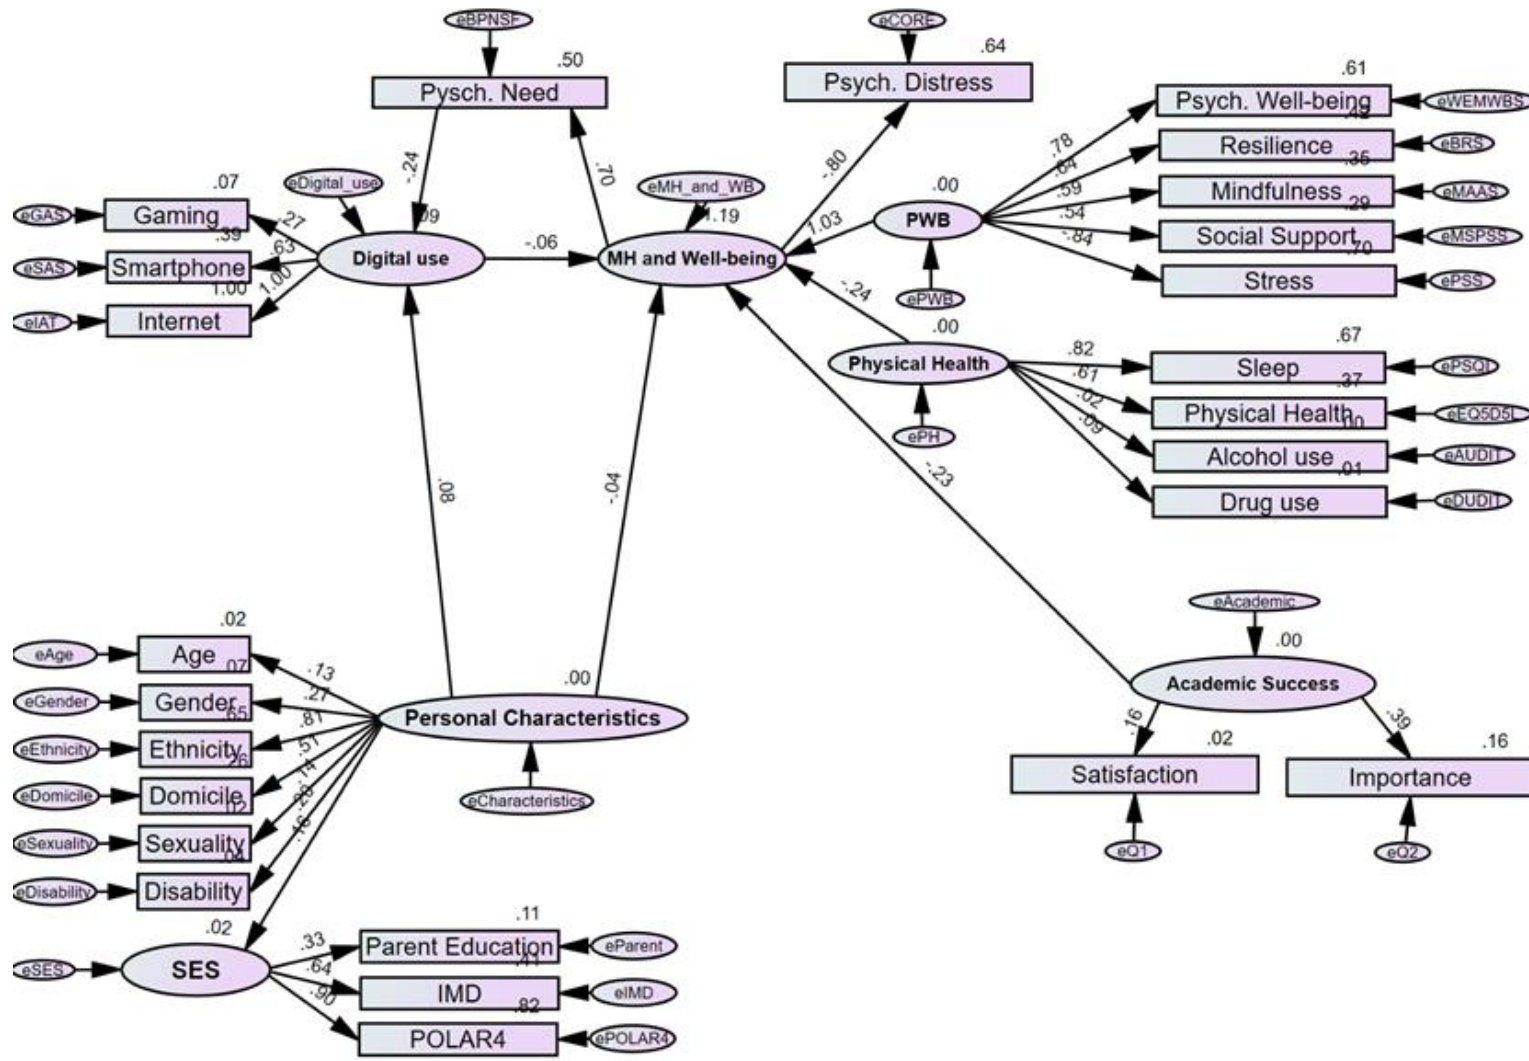 eBPNSF
.50
Pysch. Need
eCORE
.64
Psych. Distress
.61
Psych. Well-being
eWEMWBS
.42
Resilience
eBRS
.35
Mindfulness
eMAAS
.29
Social Support
eMSPSS
.70
Stress
ePSS
.78
.64
.59
.54
-.84
.00
PWB
ePWB
1.03
-.80
.70
-.24
eDigital_use
.09
Digital use
-.06
eMH_and_WB
1.19
MH and Well-being
.07
eGAS
Gaming
.27
.39
eSAS
Smartphone
.63
1.00
eIAT
Internet
1.00
-.24
.00
Physical Health
ePH
.82
.61
.02
.09
.67
Sleep
ePSQI
.37
Physical Health
eEQ5D5L
.00
Alcohol use
eAUDIT
.01
Drug use
eDUDIT
.08
-.04
-.23
eAcademic
.00
Academic Success
.16
.39
.02
Satisfaction
eQ1
.16
Importance
eQ2
.00
Personal Characteristics
eCharacteristics
.02
eAge
Age
.13
.07
eGender
Gender
.27
.65
eEthnicity
Ethnicity
.81
.26
eDomicile
Domicile
.51
.02
eSexuality
Sexuality
.14
.04
eDisability
Disability
.16
.02
eSES
SES
.33
.64
.90
.11
Parent Education
eParent
.41
IMD
eIMD
.82
POLAR4
ePOLAR4